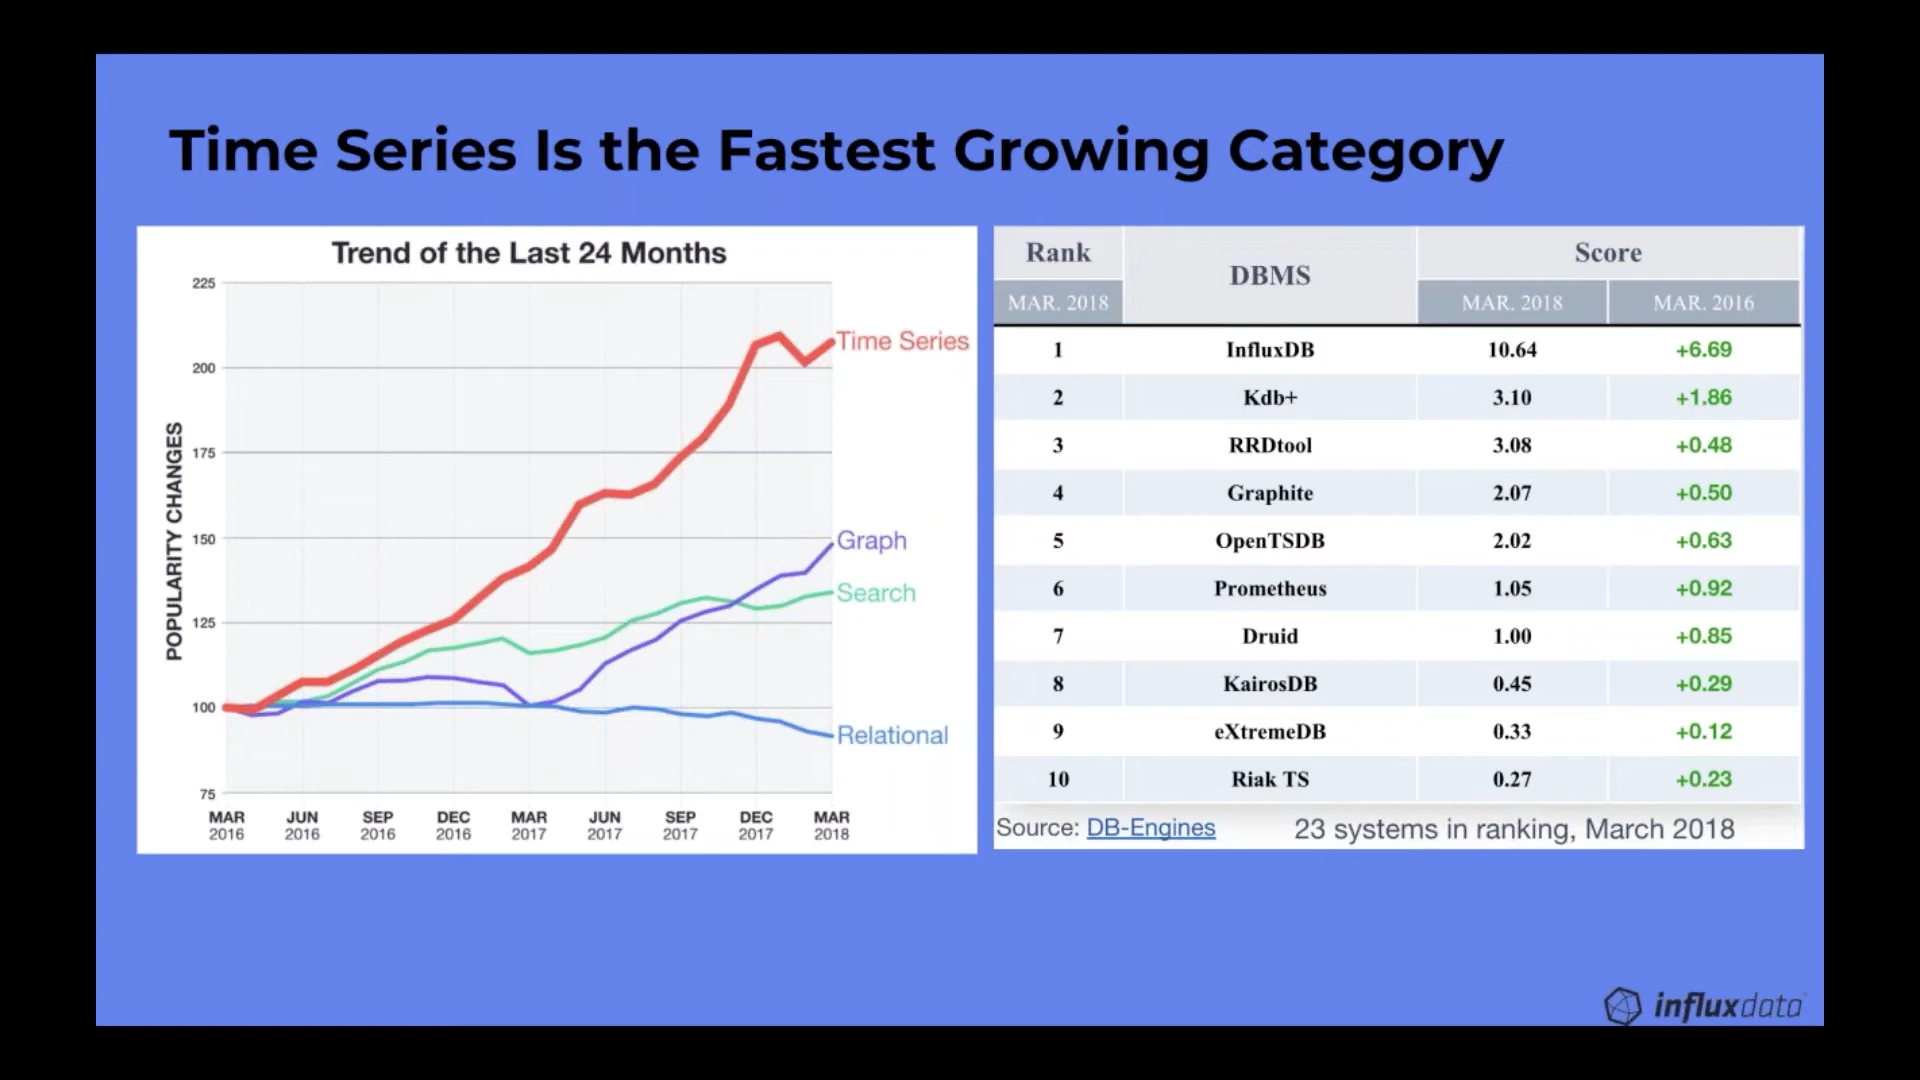 Time Series Is the Fastest Growing Category
Trend of the Last 24 Months
POPULARITY CHANGES
225
200
175
150
125
100
75
Time Series
Graph
Search
Relational
MAR JUN SEP DEC MAR JUN SEP DEC MAR
2016 2016 2016 2016 2017 2017 2017 2017 2018
Rank DBMS Score
MAR. 2018 MAR. 2018 MAR. 2016
1 InfluxDB 10.64 +6.69
2 Kdb+ 3.10 +1.86
3 RRDtool 3.08 +0.48
4 Graphite 2.07 +0.50
5 OpenTSDB 2.02 +0.63
6 Prometheus 1.05 +0.92
7 Druid 1.00 +0.85
8 KairosDB 0.45 +0.29
9 eXtremeDB 0.33 +0.12
10 Riak TS 0.27 +0.23
Source: DB-Engines 23 systems in ranking, March 2018
influxdata